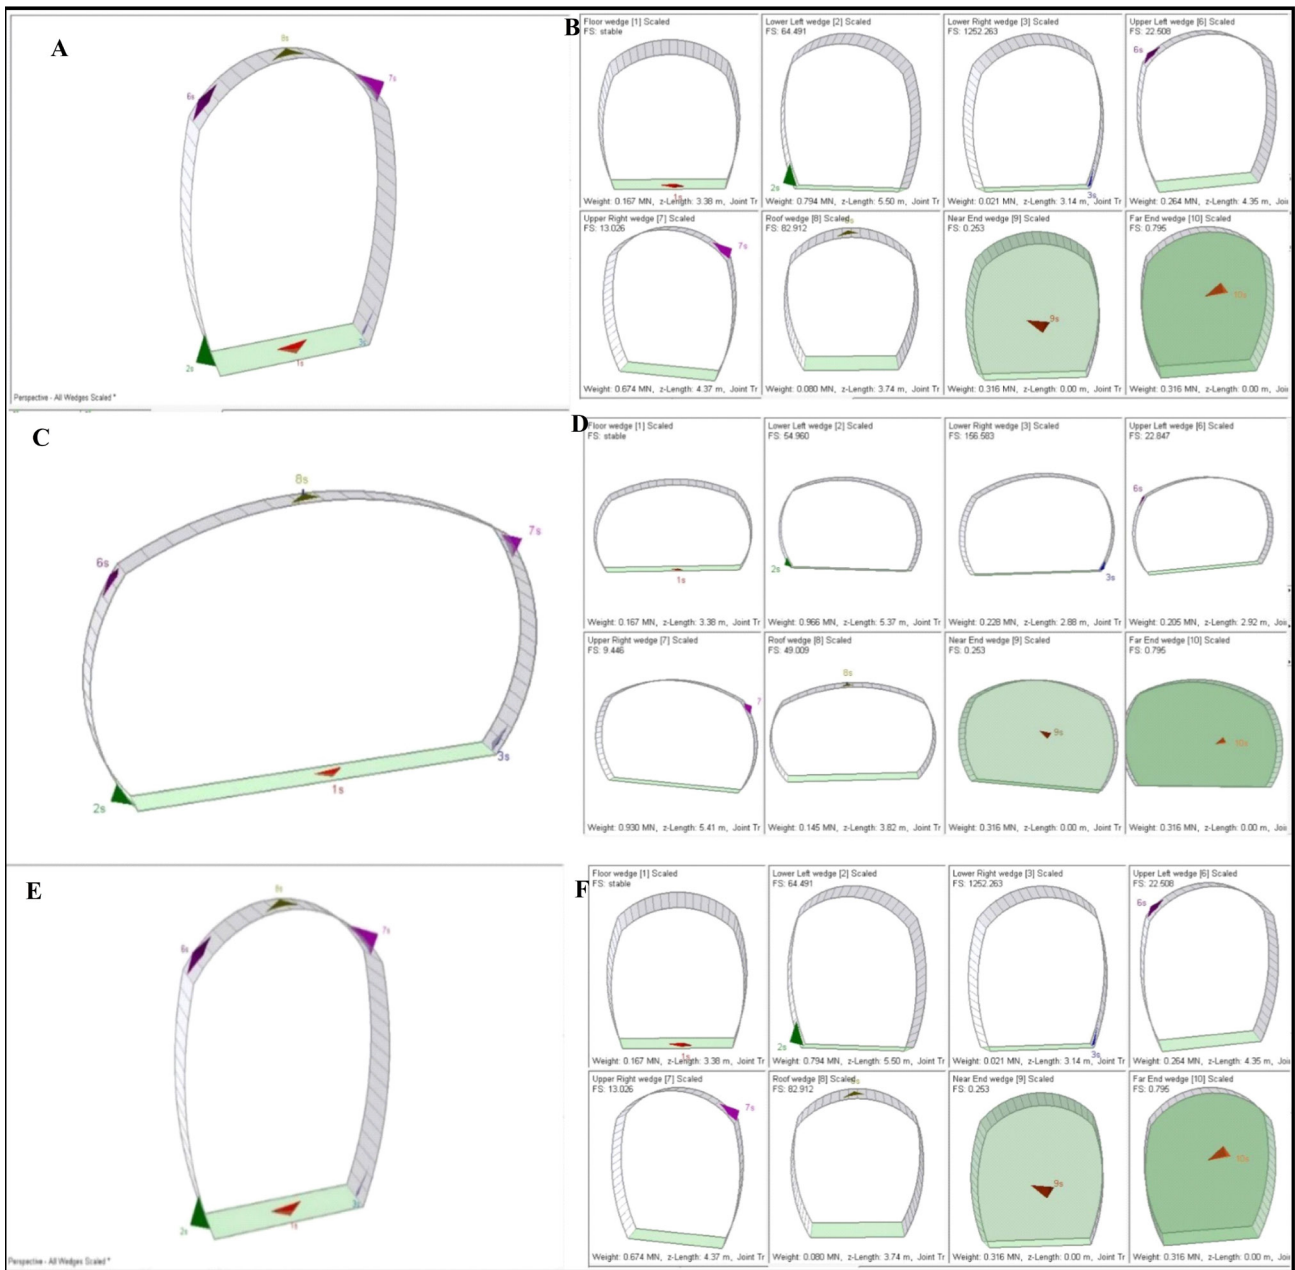 A
8s
7s
6s
2s
1s
Perspective - All Wedges Scaled *
B
Floor wedge [1] Scaled
FS: stable
1s
Weight: 0.167 MN, z-Length: 3.38 m, Joint Tr
Lower Left wedge [2] Scaled
FS: 64.491
2s
Weight: 0.794 MN, z-Length: 5.50 m, Joint Tr
Lower Right wedge [3] Scaled
FS: 1252.263
3s
Weight: 0.021 MN, z-Length: 3.14 m, Joint Tr
Upper Left wedge [6] Scaled
FS: 22.508
6s
Weight: 0.264 MN, z-Length: 4.35 m, Joi
Upper Right wedge [7] Scaled
FS: 13.026
7s
Weight: 0.674 MN, z-Length: 4.37 m, Joint Tr
Roof wedge [8] Scaled
FS: 82.912
Weight: 0.080 MN, z-Length: 3.74 m, Joint Tr
Near End wedge [9] Scaled
FS: 0.253
9s
Weight: 0.316 MN, z-Length: 0.00 m, Joint Tr
Far End wedge [10] Scaled
FS: 0.795
10s
Weight: 0.316 MN, z-Length: 0.00 m, Joi
C
8s
7s
6s
3s
2s
1s
D
Floor wedge [1] Scaled
FS: stable
1s
Weight: 0.167 MN, z-Length: 3.38 m, Joint Tr
Lower Left wedge [2] Scaled
FS: 54.960
2s
Weight: 0.966 MN, z-Length: 5.37 m, Joint Tr
Lower Right wedge [3] Scaled
FS: 156.583
3s
Weight: 0.228 MN, z-Length: 2.88 m, Joint Tr
Upper Left wedge [6] Scaled
FS: 22.847
6s
Weight: 0.205 MN, z-Length: 2.92 m, Joi
Upper Right wedge [7] Scaled
FS: 9.446
7
Weight: 0.930 MN, z-Length: 5.41 m, Joint Tr
Roof wedge [8] Scaled
FS: 49.009
8s
Weight: 0.145 MN, z-Length: 3.82 m, Joint Tr
Near End wedge [9] Scaled
FS: 0.253
9s
Weight: 0.316 MN, z-Length: 0.00 m, Joint Tr
Far End wedge [10] Scaled
FS: 0.795
10s
Weight: 0.316 MN, z-Length: 0.00 m, Joi
E
8s
7s
6s
2s
1s
Perspective - All Wedges Scaled *
F
Floor wedge [1] Scaled
FS: stable
1s
Weight: 0.167 MN, z-Length: 3.38 m, Joint Tr
Lower Left wedge [2] Scaled
FS: 64.491
2s
Weight: 0.794 MN, z-Length: 5.50 m, Joint Tr
Lower Right wedge [3] Scaled
FS: 1252.263
3s
Weight: 0.021 MN, z-Length: 3.14 m, Joint Tr
Upper Left wedge [6] Scaled
FS: 22.508
6s
Weight: 0.264 MN, z-Length: 4.35 m, Joi
Upper Right wedge [7] Scaled
FS: 13.026
7s
Weight: 0.674 MN, z-Length: 4.37 m, Joint Tr
Roof wedge [8] Scaled
FS: 82.912
Weight: 0.080 MN, z-Length: 3.74 m, Joint Tr
Near End wedge [9] Scaled
FS: 0.253
9s
Weight: 0.316 MN, z-Length: 0.00 m, Joint Tr
Far End wedge [10] Scaled
FS: 0.795
10s
Weight: 0.316 MN, z-Length: 0.00 m, Joi